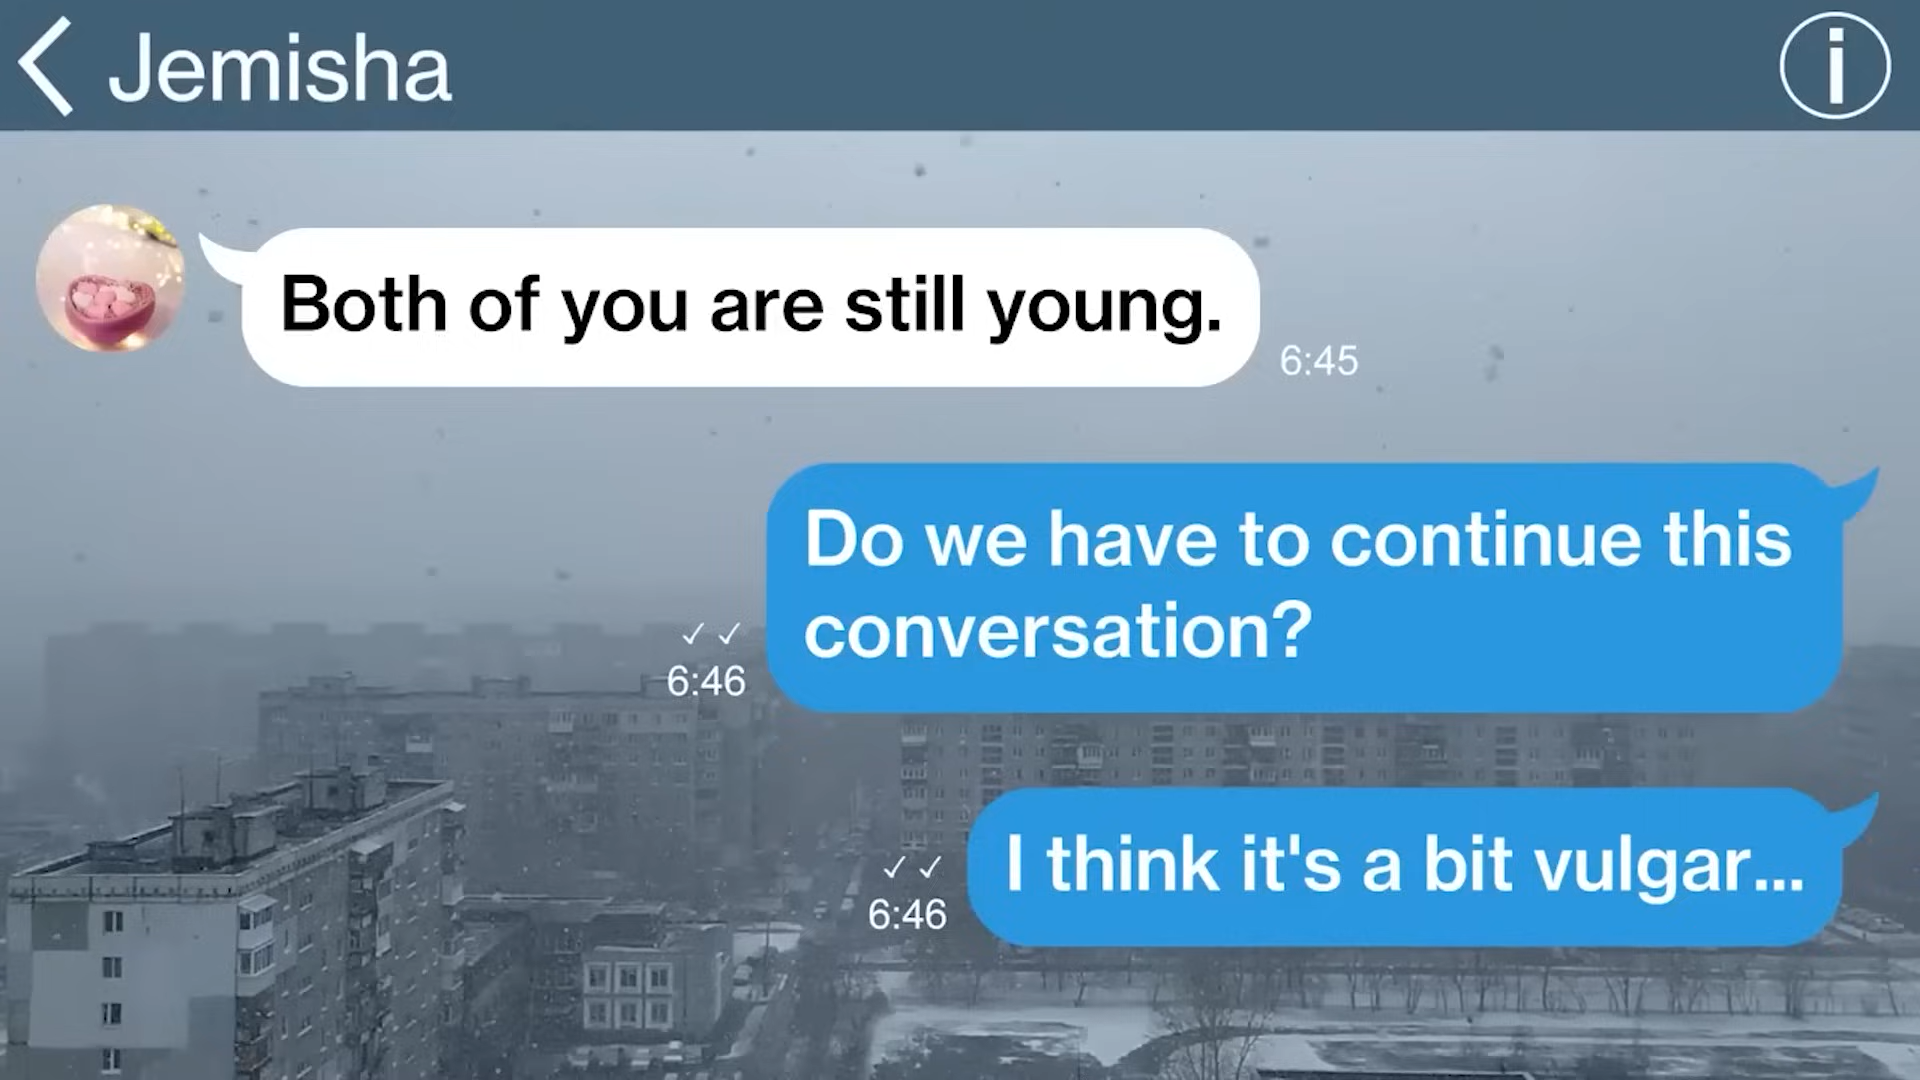 Jemisha
Both of you are still young.
6:45
Do we have to continue this
conversation?
6:46
I think it's a bit vulgar...
6:46